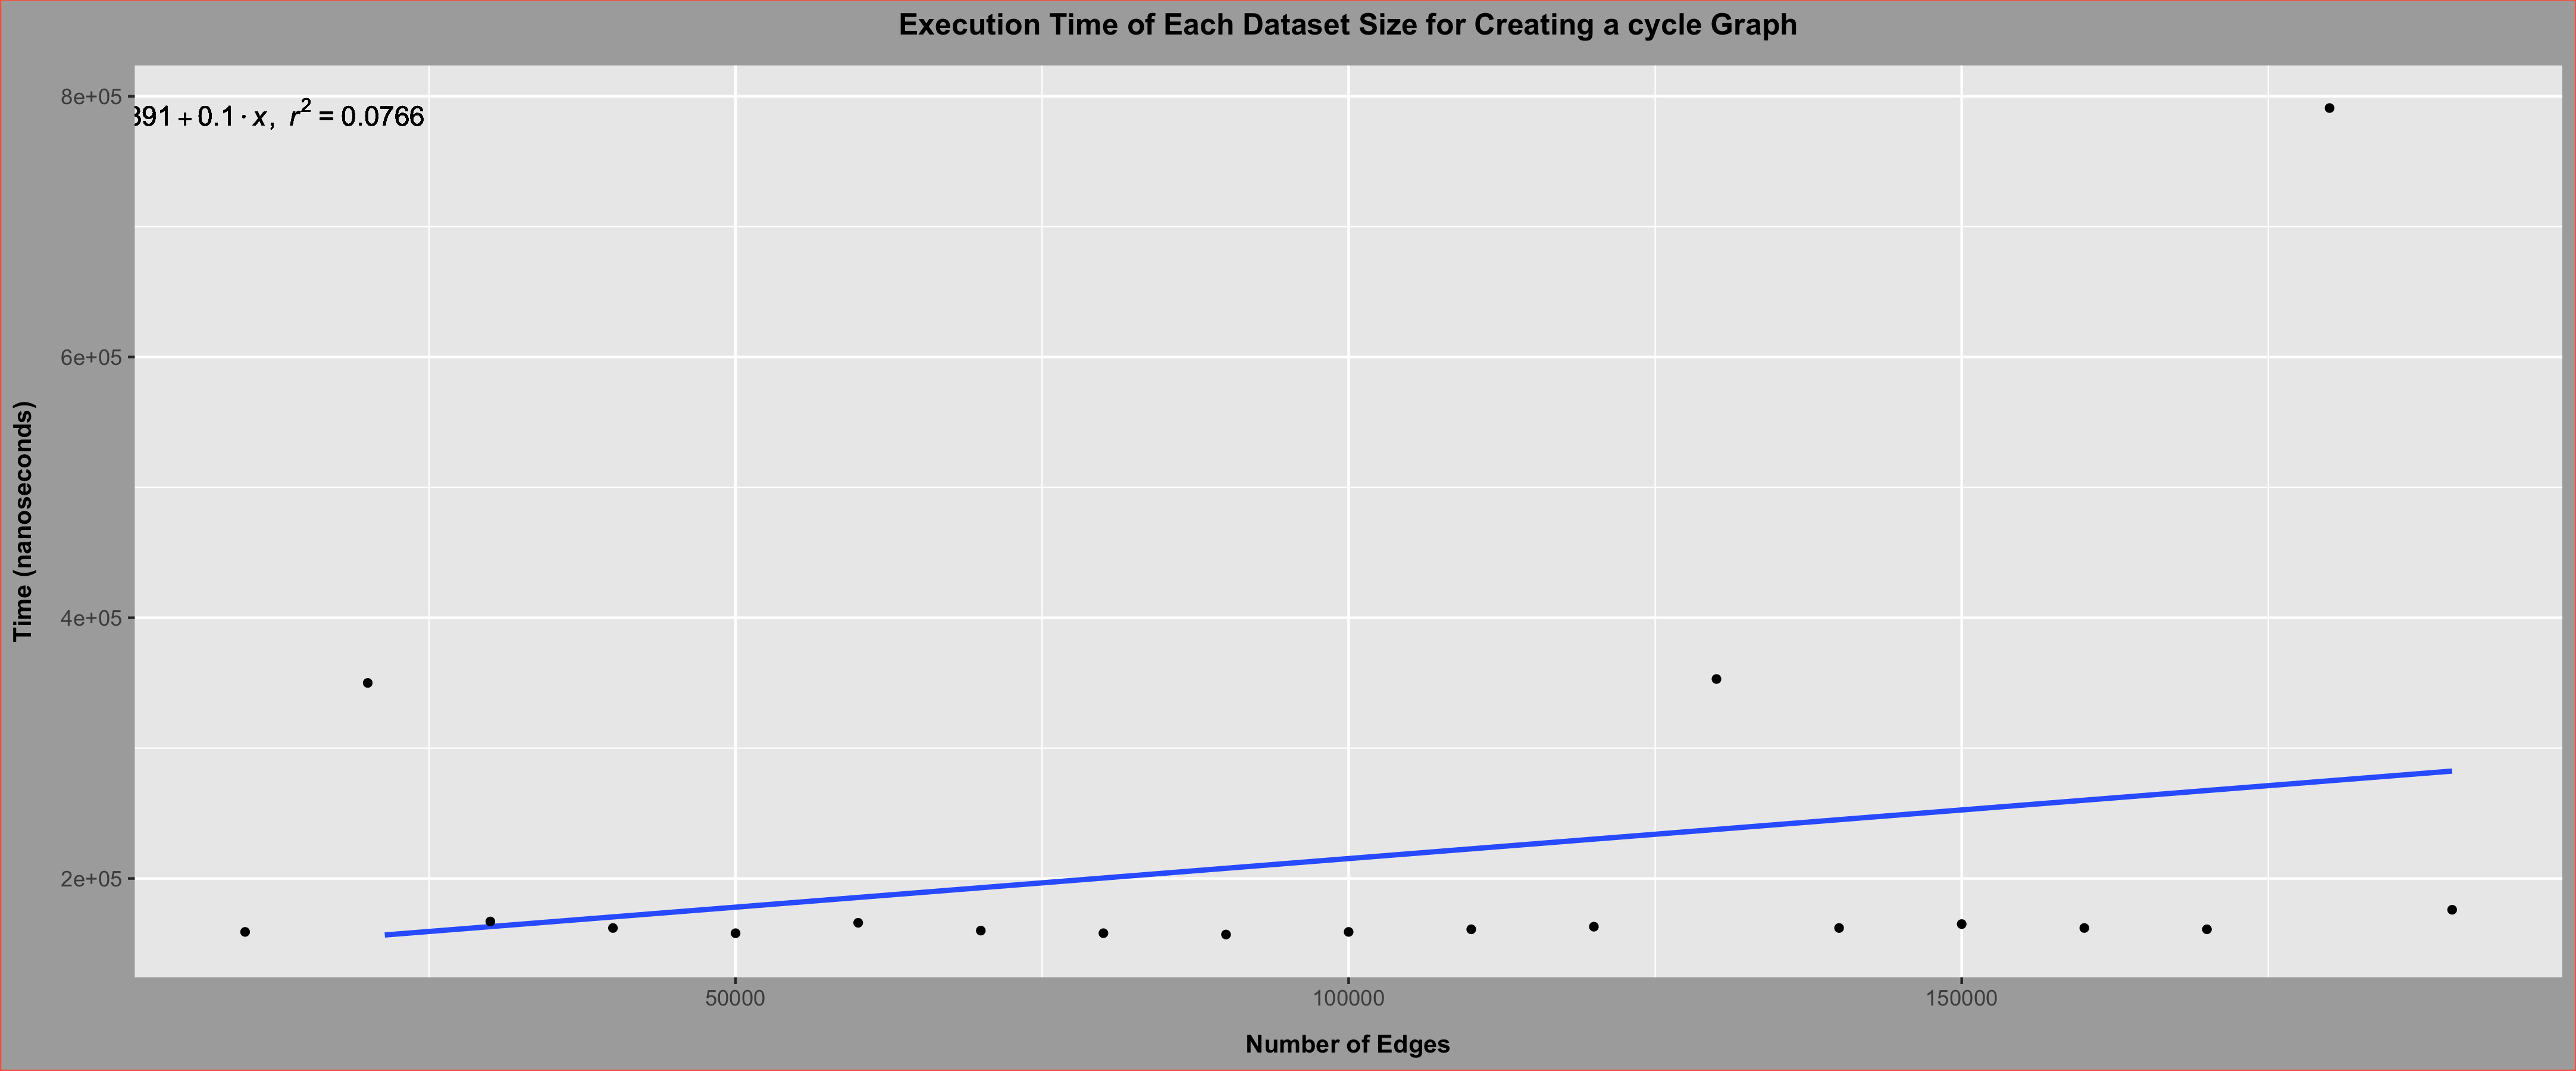 Execution Time of Each Dataset Size for Creating a cycle Graph
8e+05
391 + 0.1 · x, r² = 0.0766
6e+05
Time (nanoseconds)
4e+05
2e+05
50000 100000 150000
Number of Edges